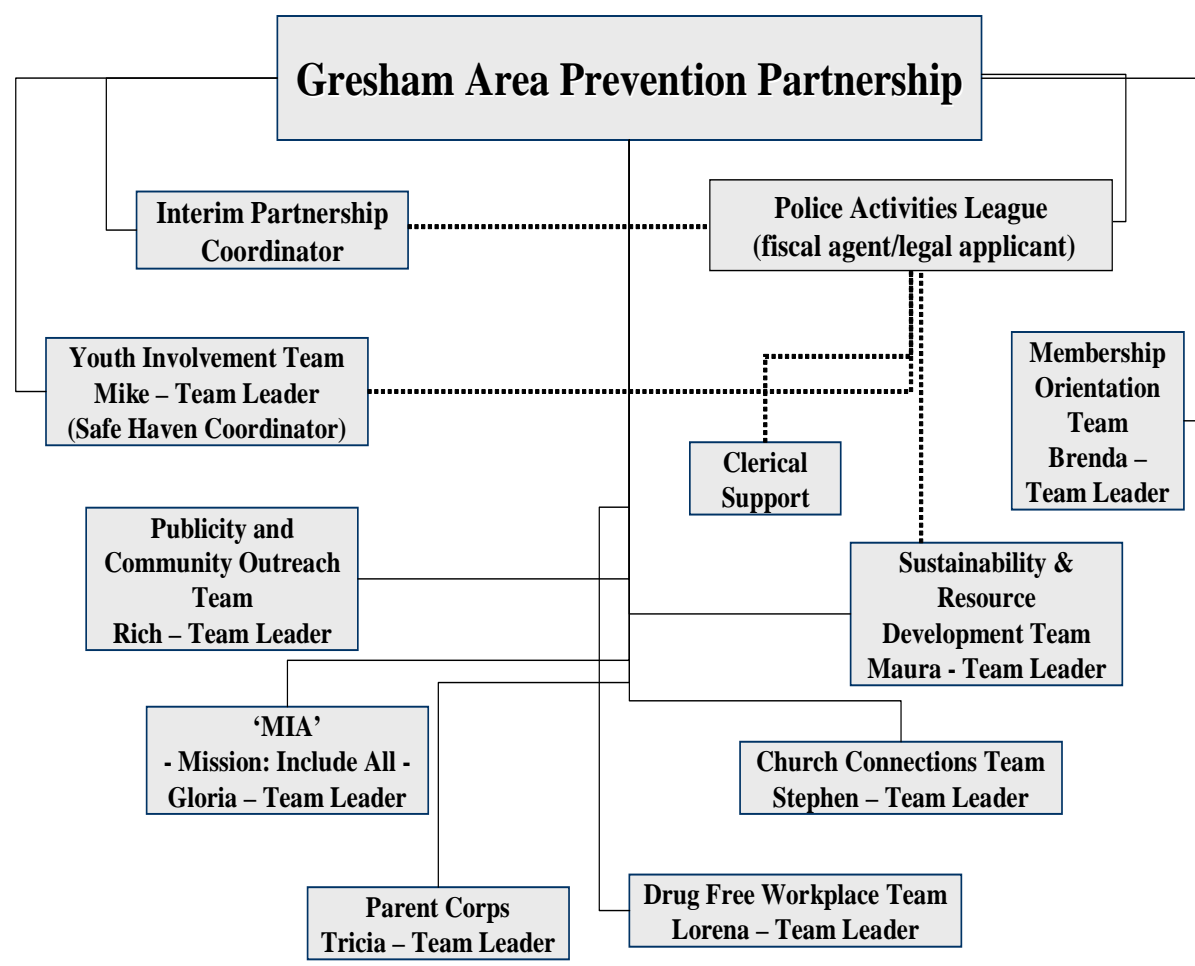 Gresham Area Prevention Partnership
Interim Partnership
Coordinator
Police Activities League
(fiscal agent/legal applicant)
Youth Involvement Team
Mike – Team Leader
(Safe Haven Coordinator)
Membership
Orientation
Team
Brenda –
Team Leader
Clerical
Support
Publicity and
Community Outreach
Team
Rich – Team Leader
Sustainability &
Resource
Development Team
Maura - Team Leader
‘MIA’
- Mission: Include All -
Gloria – Team Leader
Church Connections Team
Stephen – Team Leader
Parent Corps
Tricia – Team Leader
Drug Free Workplace Team
Lorena – Team Leader